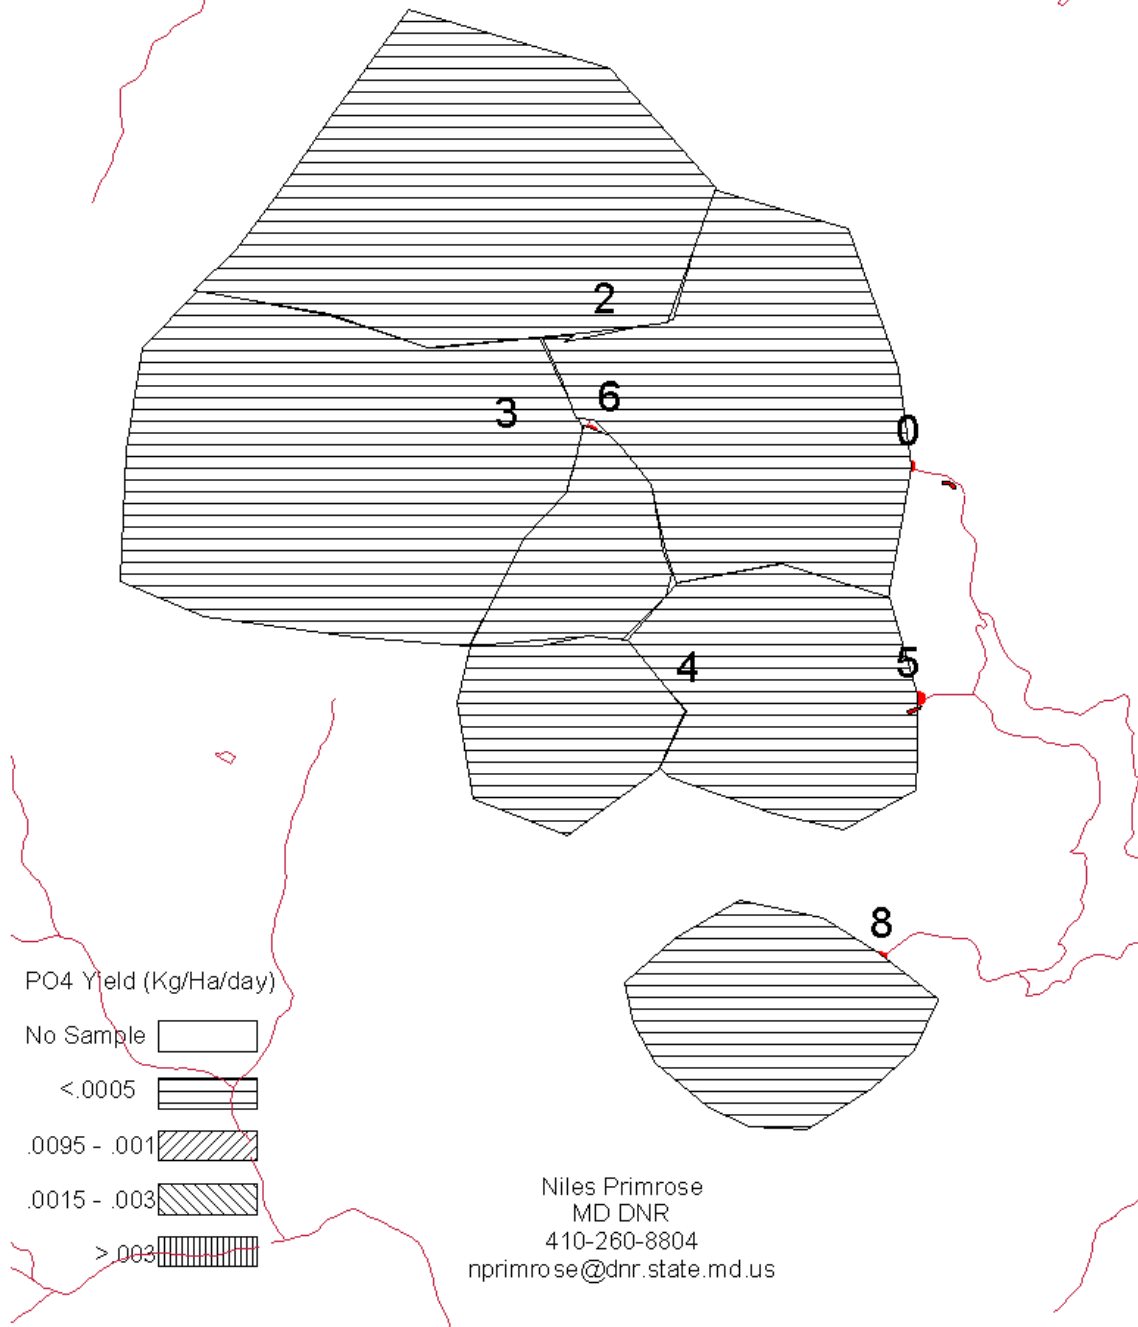 2
6
3
0
4
5
8
PO4 Yield (Kg/Ha/day)
No Sample
<.0005
.0095 - .001
.0015 - .003
>.003
Niles Primrose
MD DNR
410-260-8804
nprimrose@dnr.state.md.us